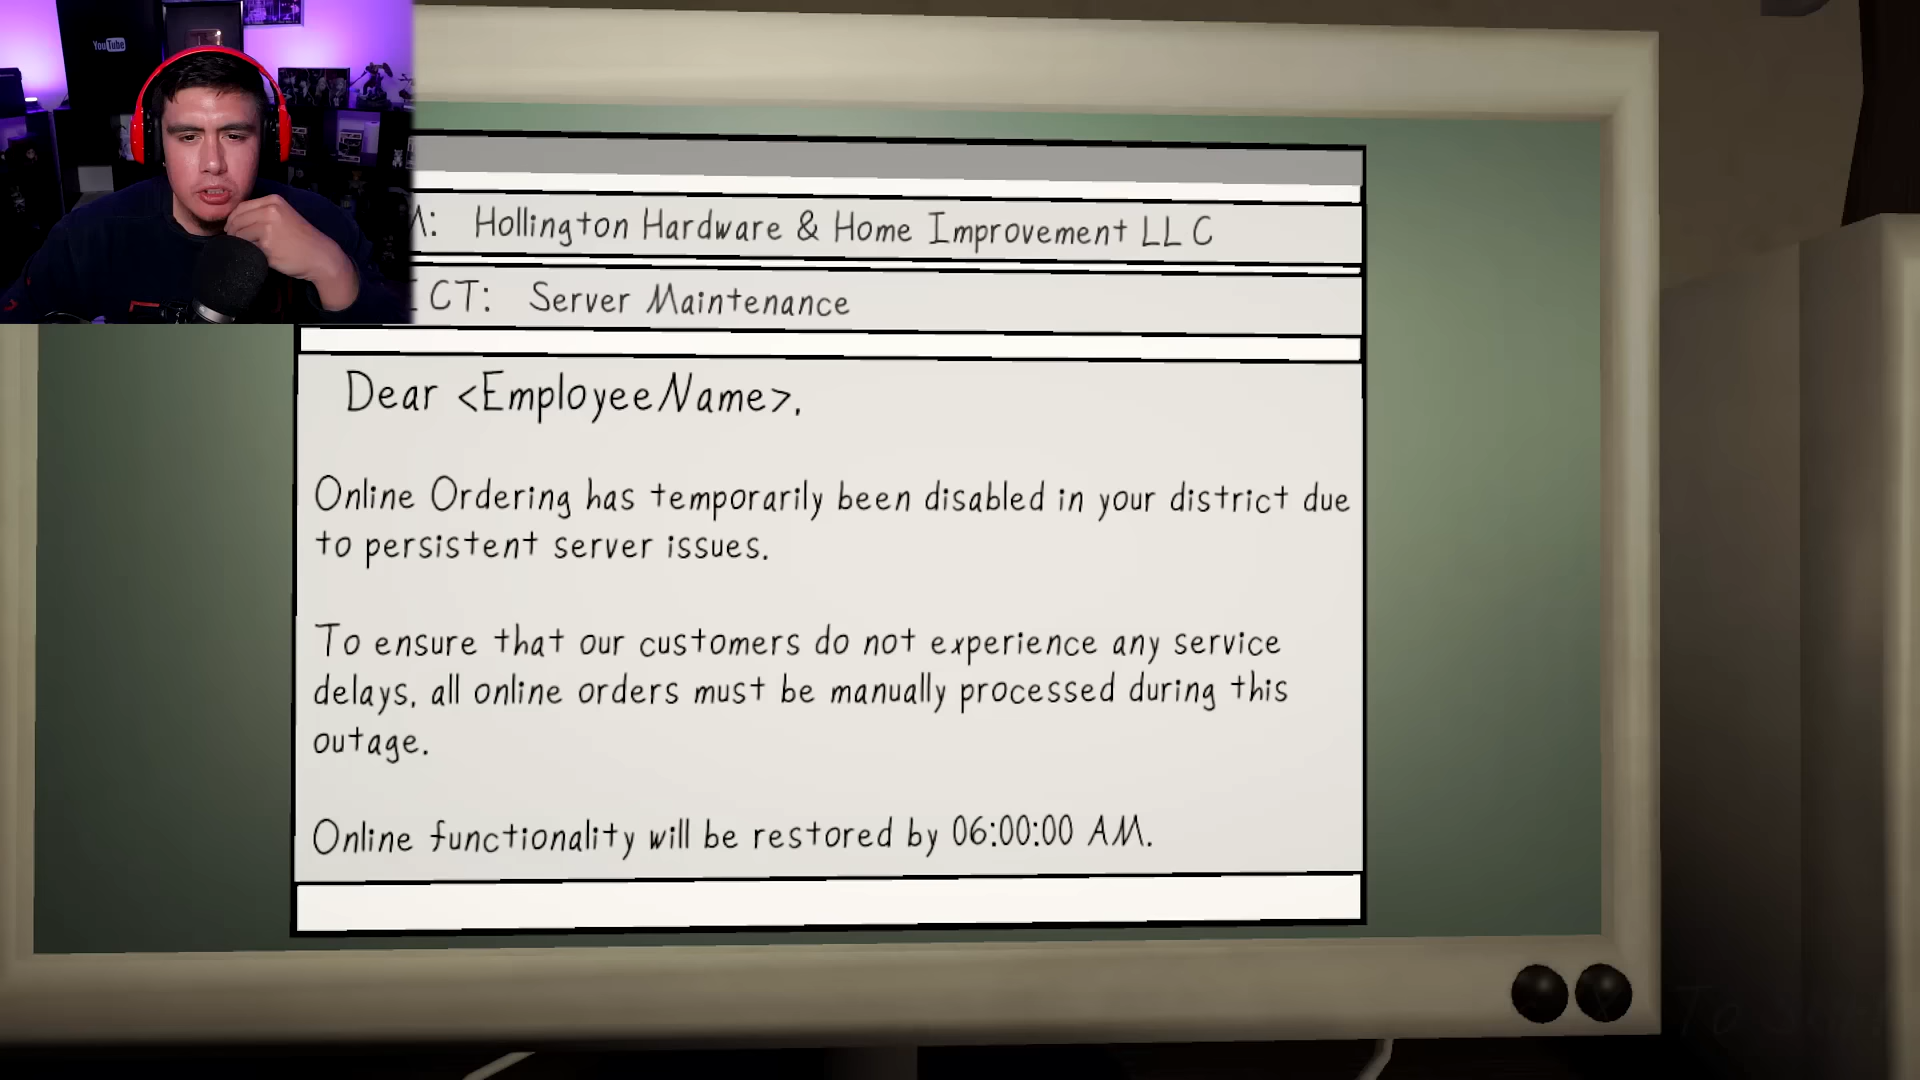 YouTube
M: Hollington Hardware & Home Improvement LLC
ECT: Server Maintenance
Dear <EmployeeName>,
Online Ordering has temporarily been disabled in your district due
to persistent server issues.
To ensure that our customers do not experience any service
delays, all online orders must be manually processed during this
outage.
Online functionality will be restored by 06:00:00 AM.